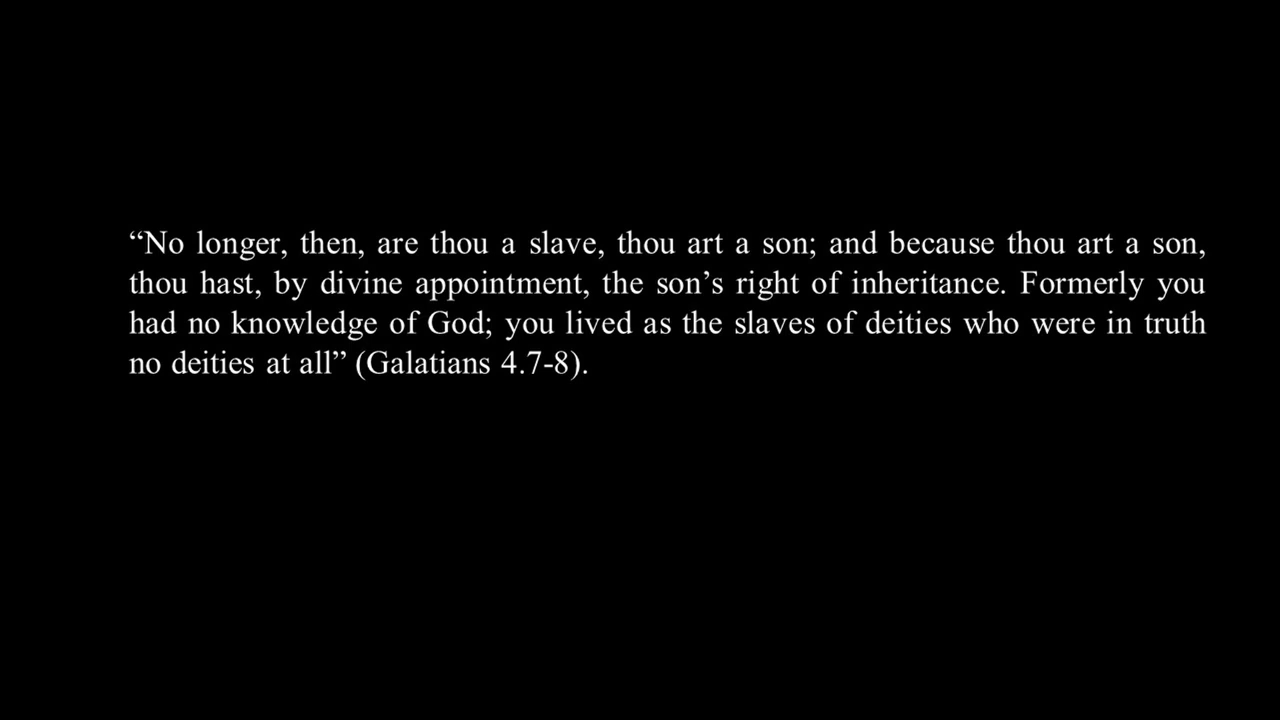 “No longer, then, are thou a slave, thou art a son; and because thou art a son,
thou hast, by divine appointment, the son’s right of inheritance. Formerly you
had no knowledge of God; you lived as the slaves of deities who were in truth
no deities at all” (Galatians 4.7-8).